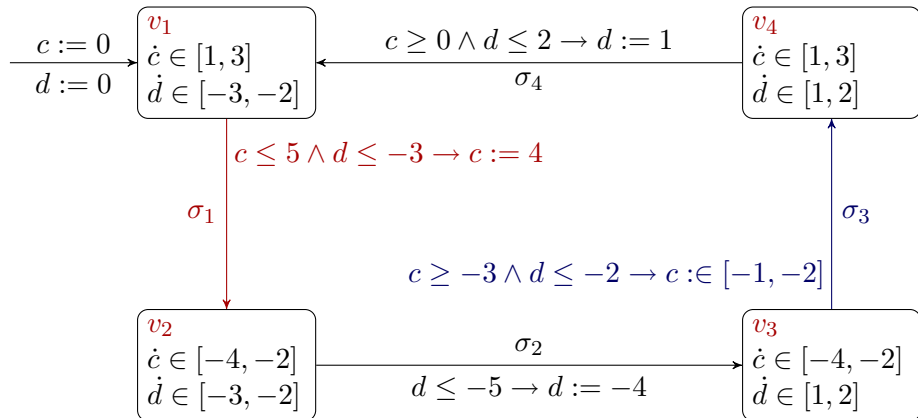 c := 0
d := 0
v₁
ċ ∈ [1, 3]
ḋ ∈ [−3, −2]
c ≥ 0 ∧ d ≤ 2 → d := 1
σ₄
v₄
ċ ∈ [1, 3]
ḋ ∈ [1, 2]
c ≤ 5 ∧ d ≤ −3 → c := 4
σ₁
σ₃
c ≥ −3 ∧ d ≤ −2 → c :∈ [−1, −2]
v₂
ċ ∈ [−4, −2]
ḋ ∈ [−3, −2]
σ₂
d ≤ −5 → d := −4
v₃
ċ ∈ [−4, −2]
ḋ ∈ [1, 2]